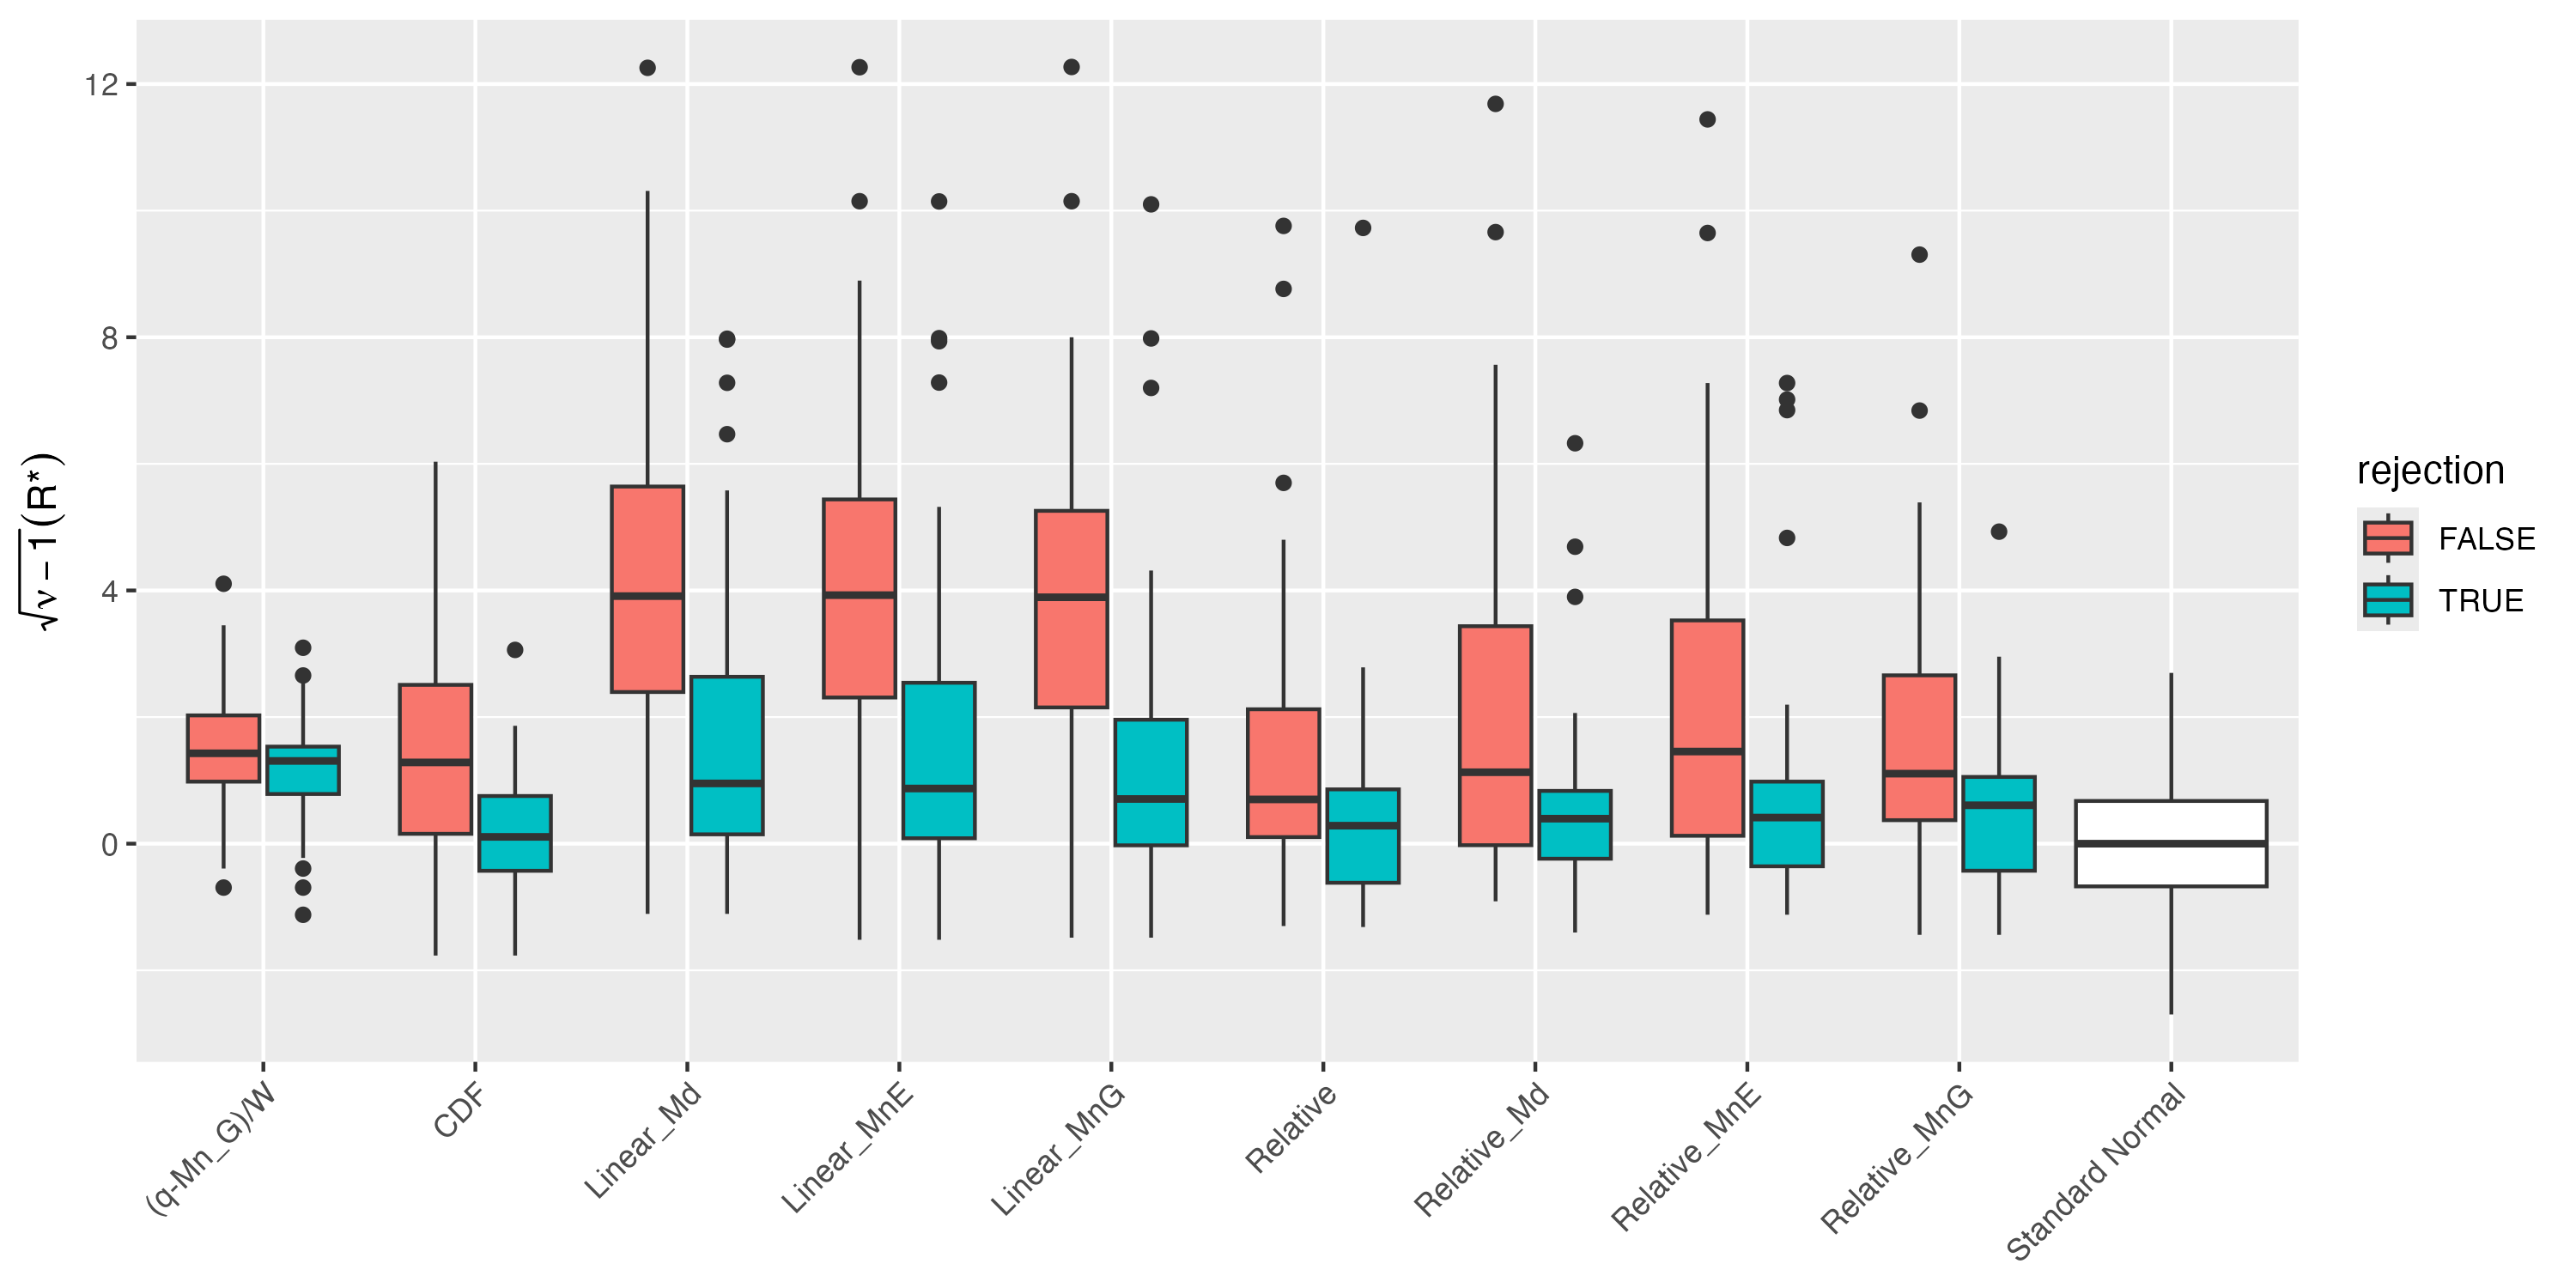 12
8
4
0
√ν − 1(R*)
(q-Mn_G)/W
CDF
Linear_Md
Linear_MnE
Linear_MnG
Relative
Relative_Md
Relative_MnE
Relative_MnG
Standard Normal
rejection
FALSE
TRUE